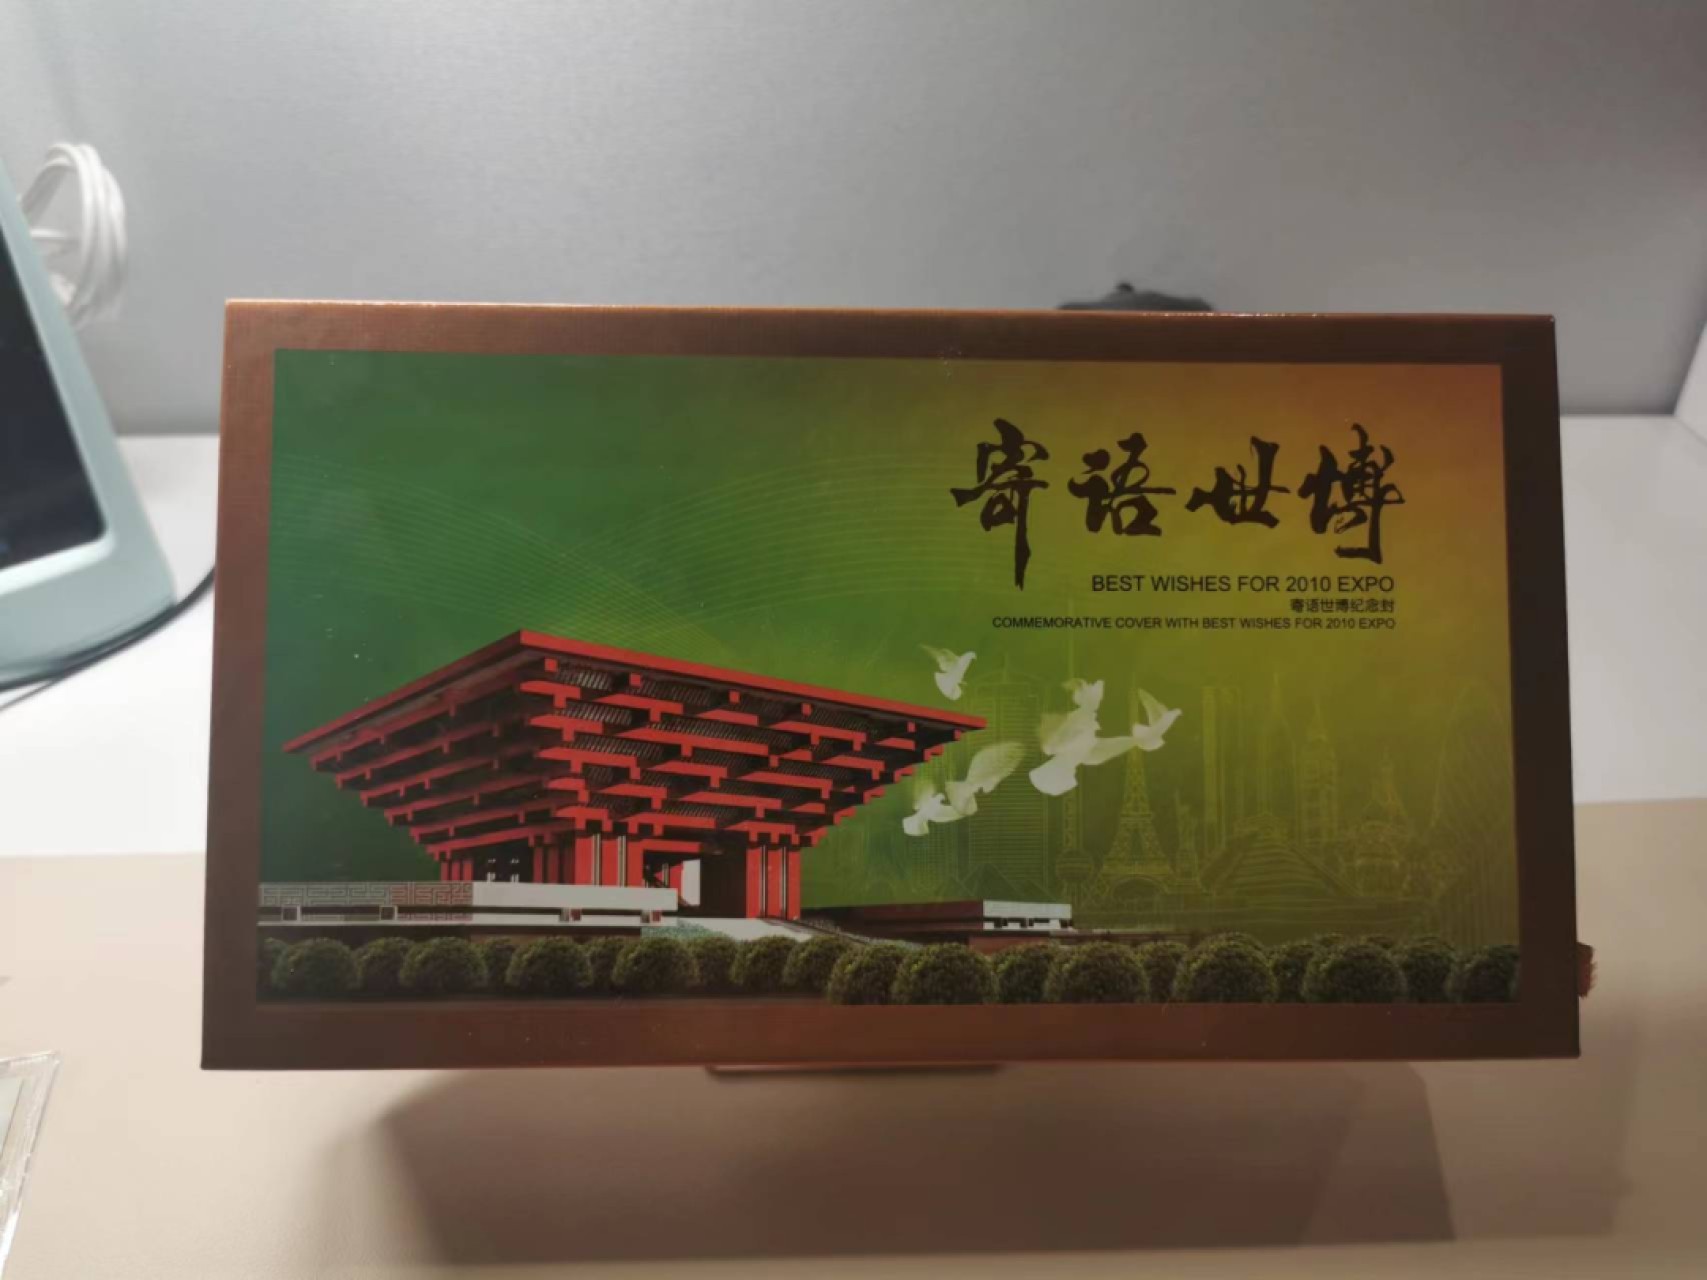 寄语世博
BEST WISHES FOR 2010 EXPO
寄语世博纪念封
COMMEMORATIVE COVER WITH BEST WISHES FOR 2010 EXPO